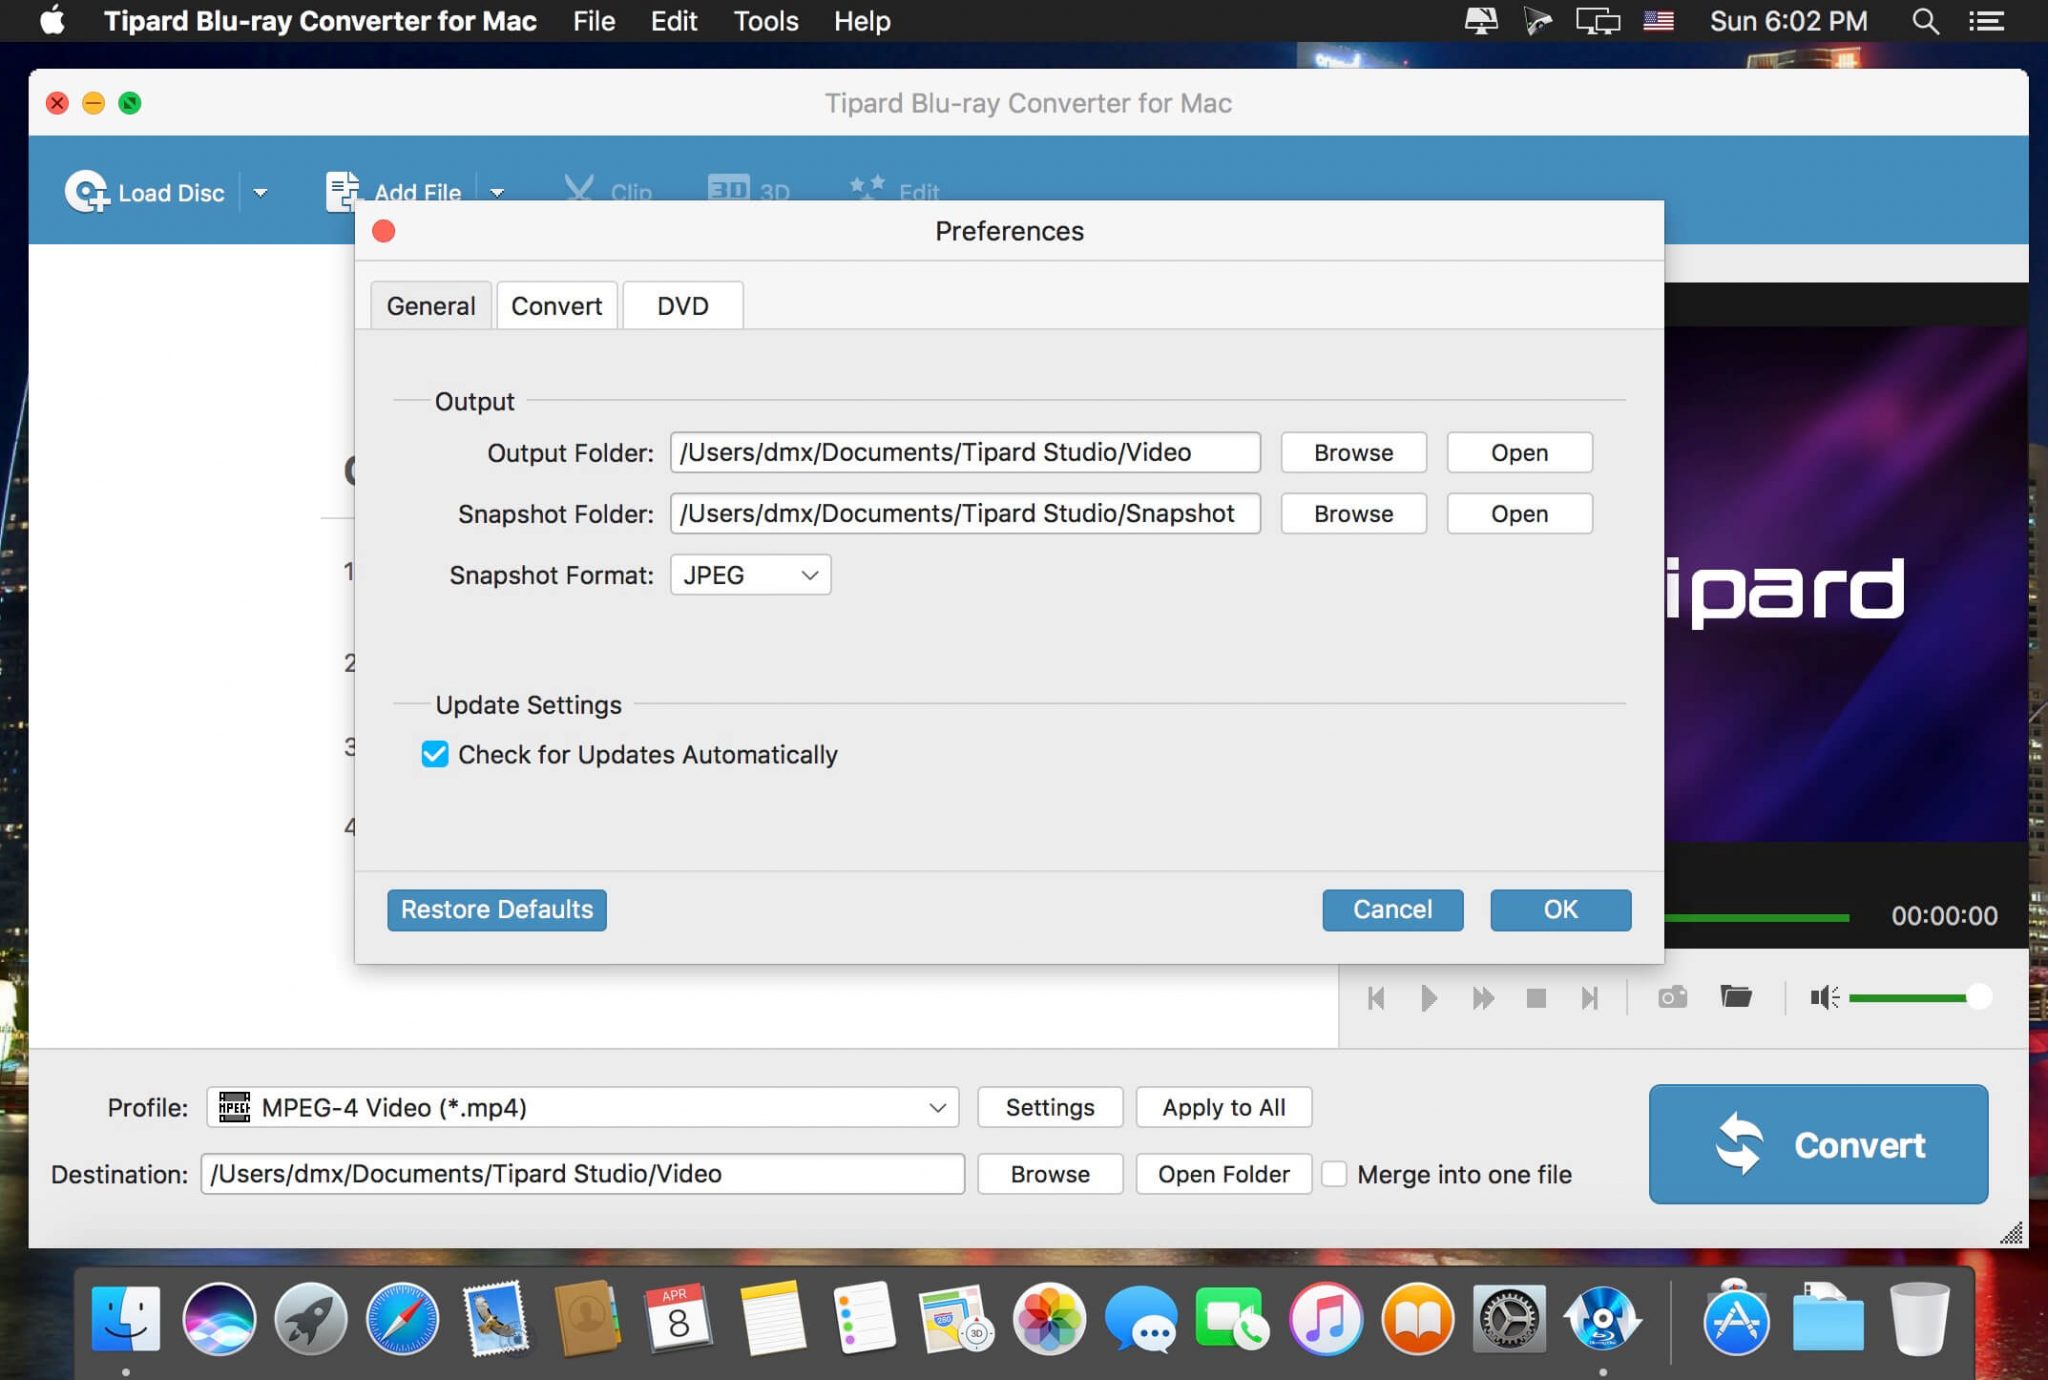 Tipard Blu-ray Converter for Mac File Edit Tools Help Sun 6:02 PM
Tipard Blu-ray Converter for Mac
Load Disc Add File Clip 3D 3D Edit
Preferences
General Convert DVD
Output
Output Folder: /Users/dmx/Documents/Tipard Studio/Video Browse Open
Snapshot Folder: /Users/dmx/Documents/Tipard Studio/Snapshot Browse Open
Snapshot Format: JPEG
Update Settings
Check for Updates Automatically
Restore Defaults Cancel OK
1
2
3
4
ipard
00:00:00
Profile: MPEG MPEG-4 Video (*.mp4) Settings Apply to All
Destination: /Users/dmx/Documents/Tipard Studio/Video Browse Open Folder Merge into one file
Convert
APR
8
280
3D